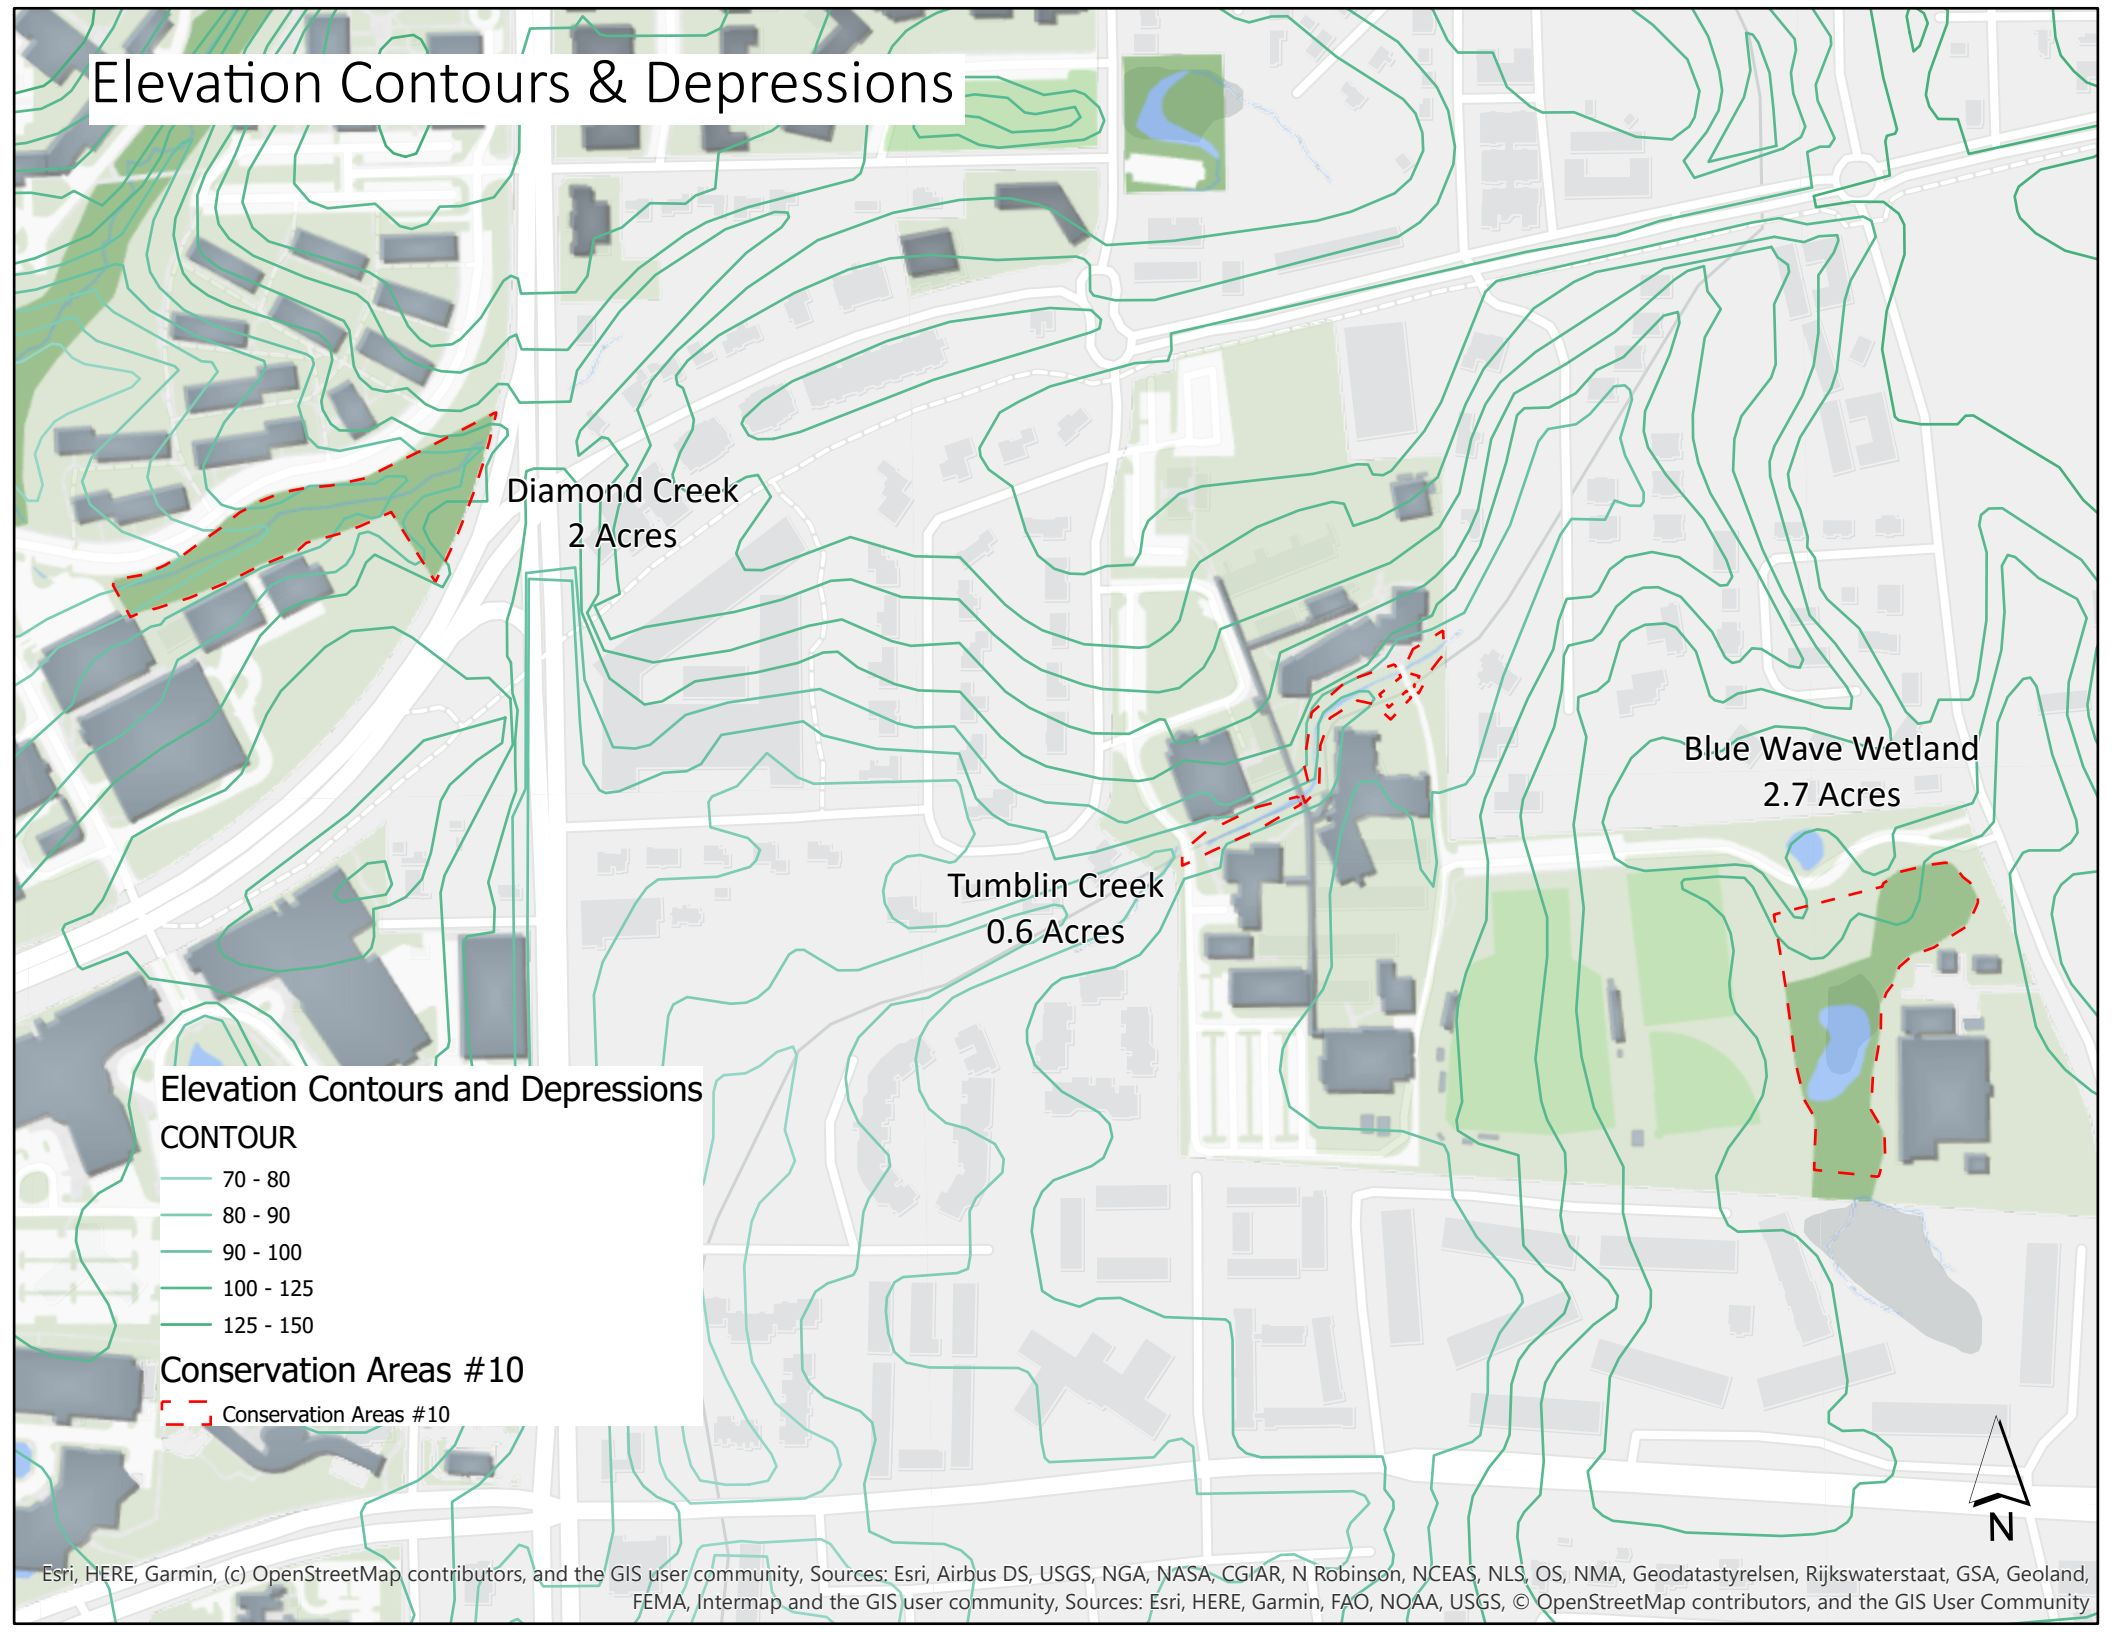 Elevation Contours & Depressions
Diamond Creek
2 Acres
Blue Wave Wetland
2.7 Acres
Tumblin Creek
0.6 Acres
Elevation Contours and Depressions
CONTOUR
70 - 80
80 - 90
90 - 100
100 - 125
125 - 150
Conservation Areas #10
Conservation Areas #10
N
Esri, HERE, Garmin, (c) OpenStreetMap contributors, and the GIS user community, Sources: Esri, Airbus DS, USGS, NGA, NASA, CGIAR, N Robinson, NCEAS, NLS, OS, NMA, Geodatastyrelsen, Rijkswaterstaat, GSA, Geoland,
FEMA, Intermap and the GIS user community, Sources: Esri, HERE, Garmin, FAO, NOAA, USGS, © OpenStreetMap contributors, and the GIS User Community